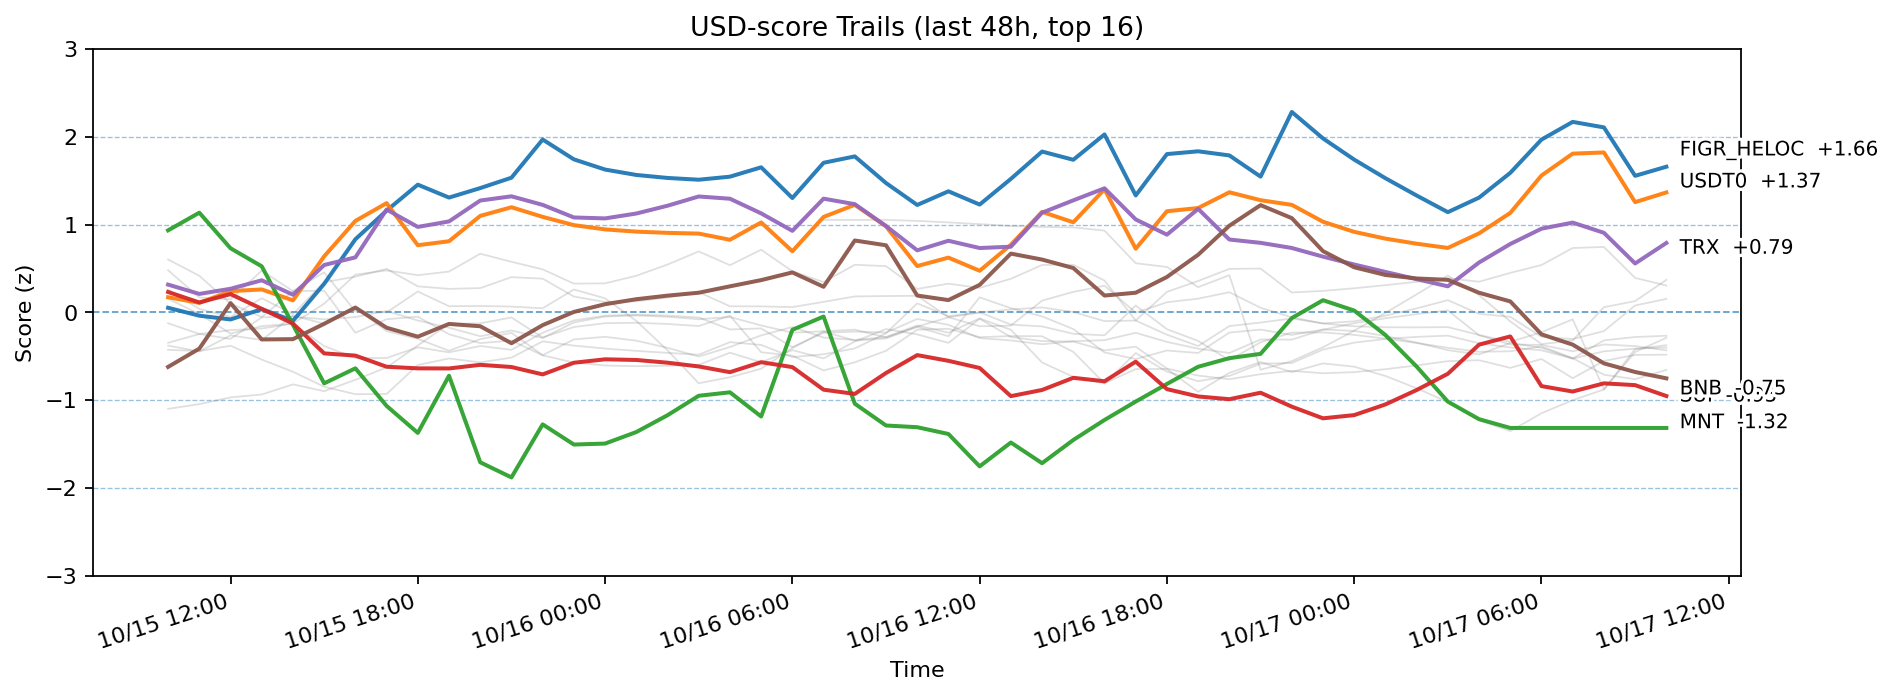 USD-score Trails (last 48h, top 16)
Score (z)
3
2
1
0
−1
−2
−3
FIGR_HELOC +1.66
USDT0 +1.37
TRX +0.79
BNB -0.75
MNT -1.32
10/15 12:00
10/15 18:00
10/16 00:00
10/16 06:00
10/16 12:00
10/16 18:00
10/17 00:00
10/17 06:00
10/17 12:00
Time